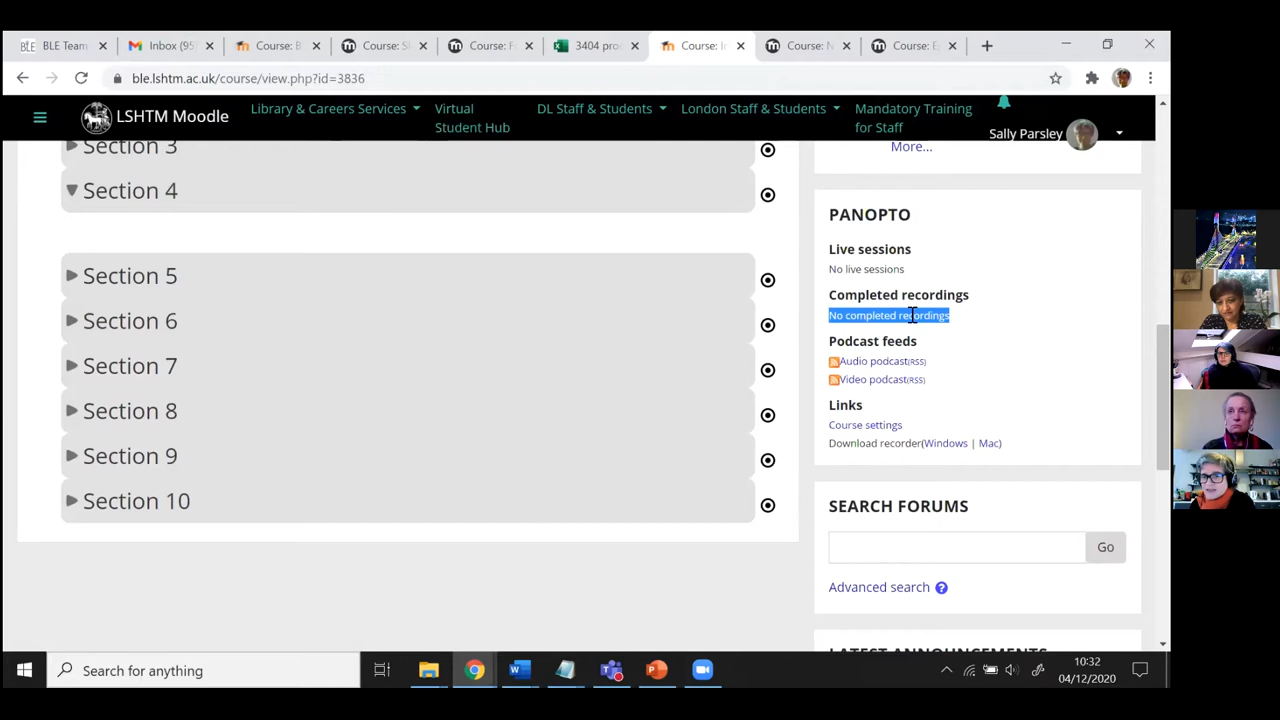 BLE Team
Inbox (95
Course: B
Course: Sl
Course: F
3404 pro
Course: I
Course: N
Course: E
ble.lshtm.ac.uk/course/view.php?id=3836
LSHTM Moodle
Library & Careers Services
Virtual
Student Hub
DL Staff & Students
London Staff & Students
Mandatory Training
for Staff
Sally Parsley
Section 3
Section 4
Section 5
Section 6
Section 7
Section 8
Section 9
Section 10
More...
PANOPTO
Live sessions
No live sessions
Completed recordings
No completed recordings
Podcast feeds
Audio podcast(RSS)
Video podcast(RSS)
Links
Course settings
Download recorder(Windows | Mac)
SEARCH FORUMS
Go
Advanced search ?
LATEST ANNOUNCEMENTS
Search for anything
10:32
04/12/2020